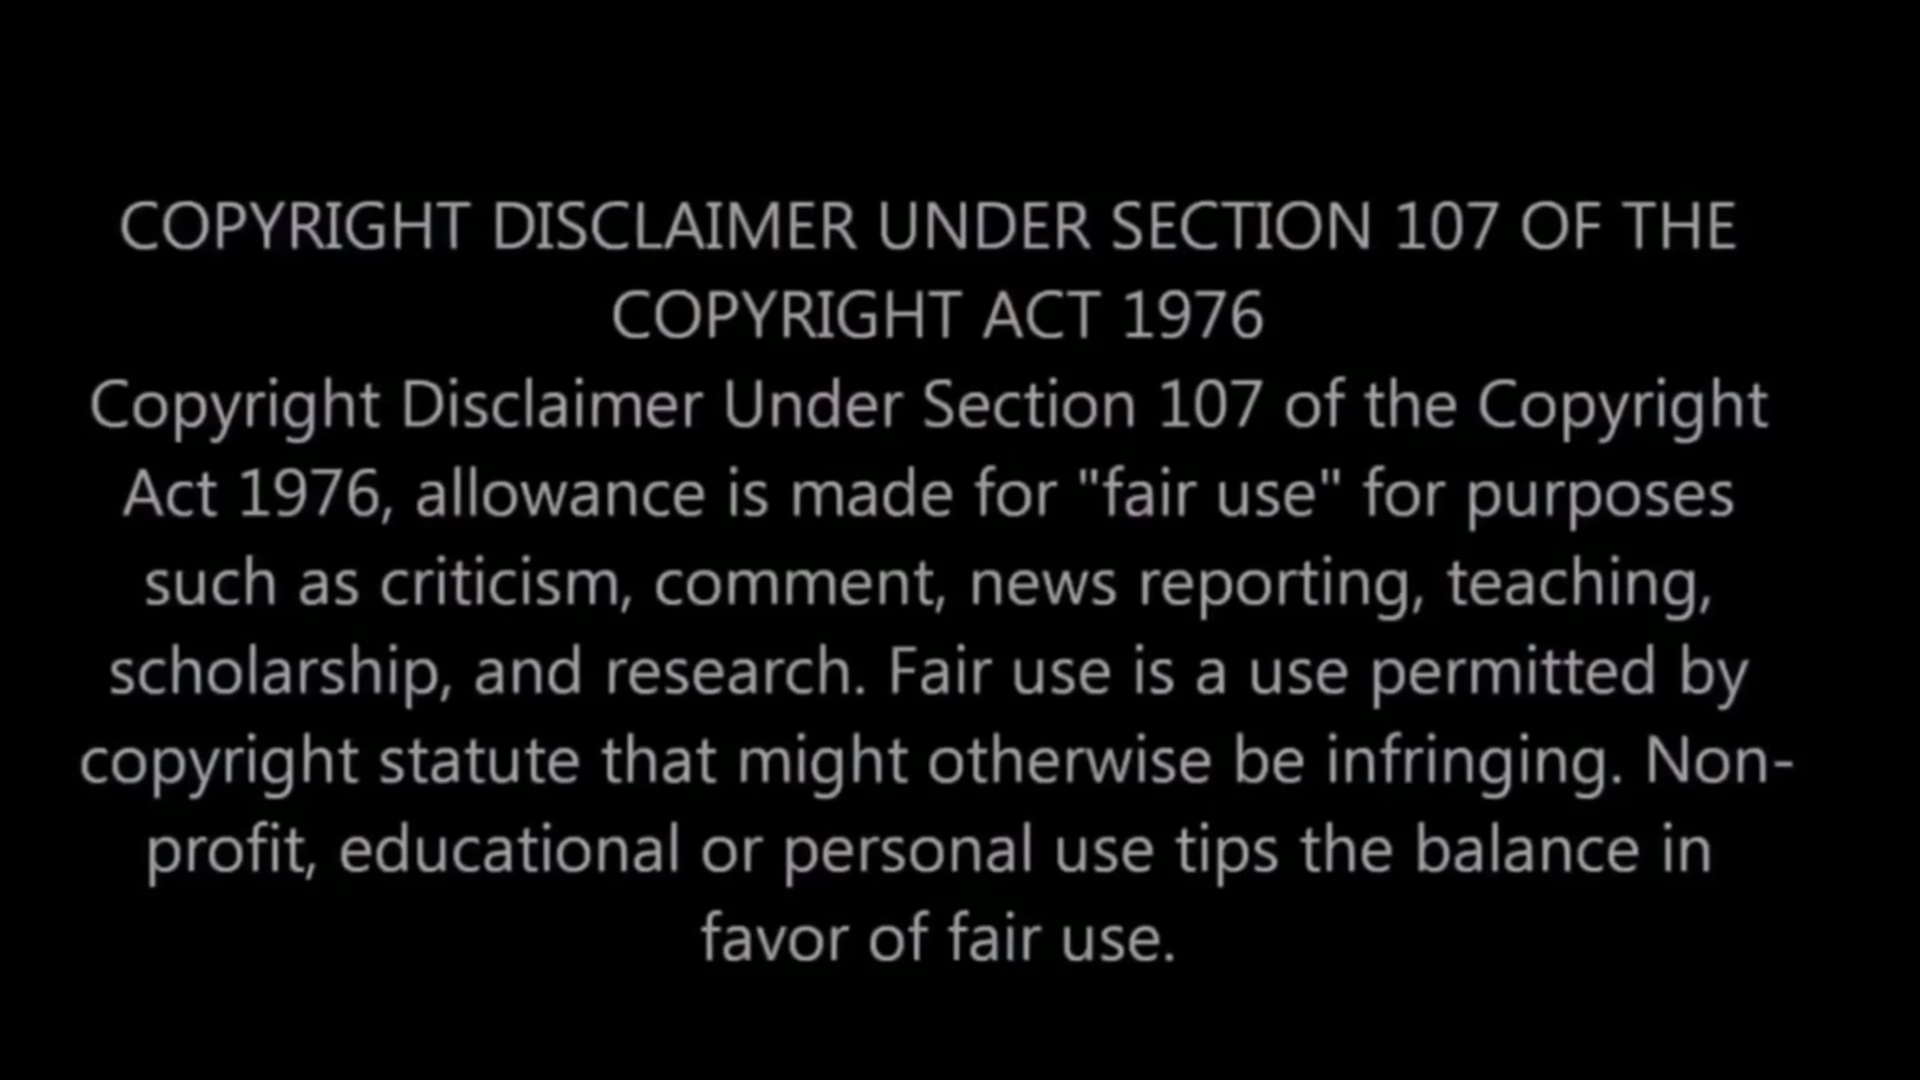 COPYRIGHT DISCLAIMER UNDER SECTION 107 OF THE
COPYRIGHT ACT 1976
Copyright Disclaimer Under Section 107 of the Copyright
Act 1976, allowance is made for "fair use" for purposes
such as criticism, comment, news reporting, teaching,
scholarship, and research. Fair use is a use permitted by
copyright statute that might otherwise be infringing. Non-
profit, educational or personal use tips the balance in
favor of fair use.